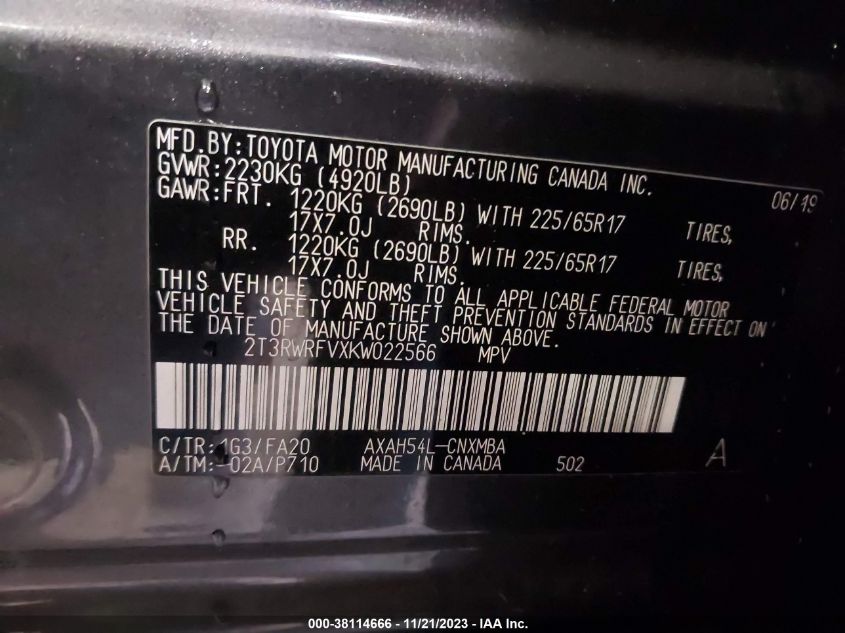 MFD.BY:TOYOTA MOTOR MANUFACTURING CANADA INC.
GVWR:2230KG (4920LB) 06/19
GAWR:FRT. 1220KG (2690LB) WITH 225/65R17 TIRES,
17X7.0J RIMS.
RR. 1220KG (2690LB) WITH 225/65R17 TIRES,
17X7.0J RIMS.
THIS VEHICLE CONFORMS TO ALL APPLICABLE FEDERAL MOTOR
VEHICLE SAFETY AND THEFT PREVENTION STANDARDS IN EFFECT ON
THE DATE OF MANUFACTURE SHOWN ABOVE.
2T3RWRFVXKW022566 MPV
C/TR:1G3/FA20 AXAH54L-CNXMBA
A/TM:-02A/P710 MADE IN CANADA 502 A
000-38114666 - 11/21/2023 - IAA Inc.